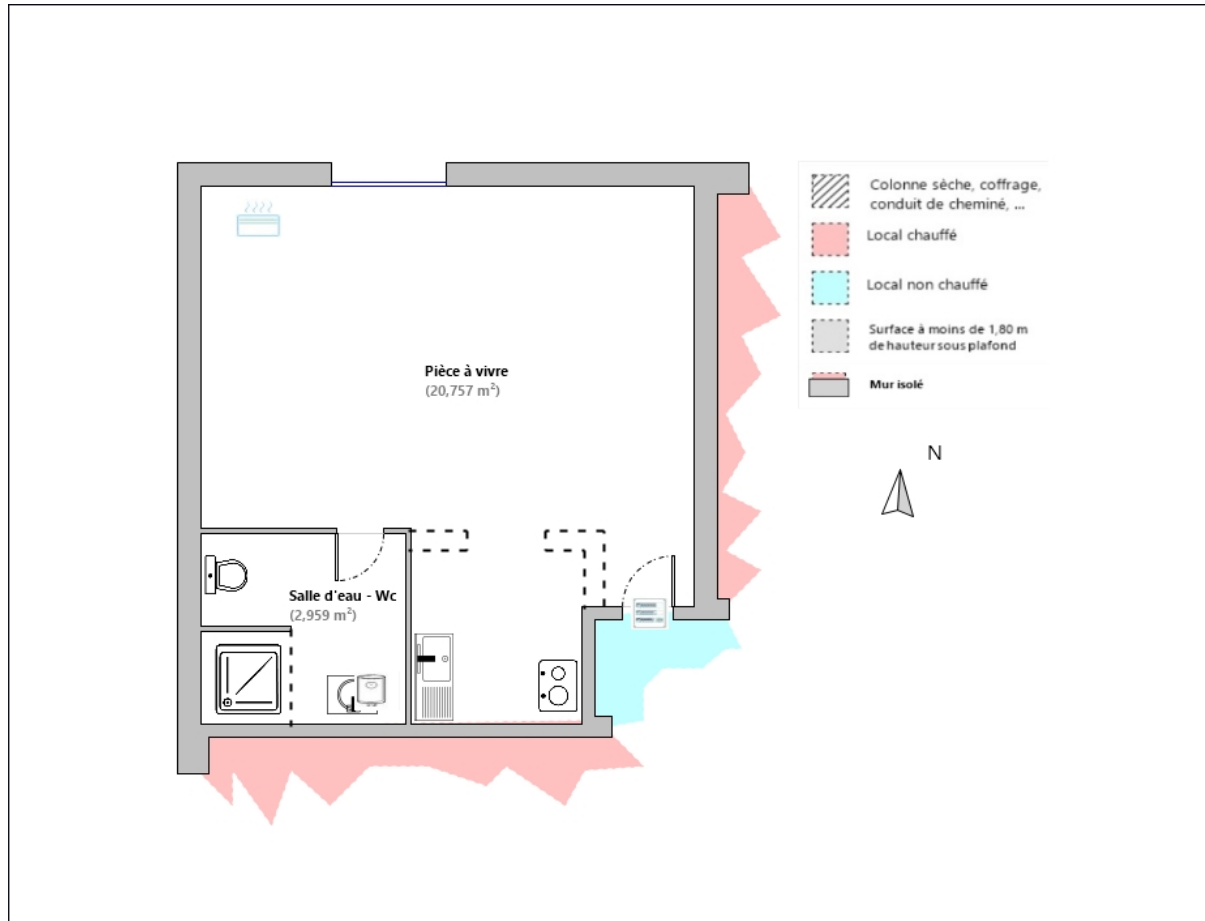 Colonne sèche, coffrage,
conduit de cheminé, ...
Local chauffé
Local non chauffé
Surface à moins de 1,80 m
de hauteur sous plafond
Mur isolé
N
Pièce à vivre
(20,757 m²)
Salle d'eau - Wc
(2,959 m²)